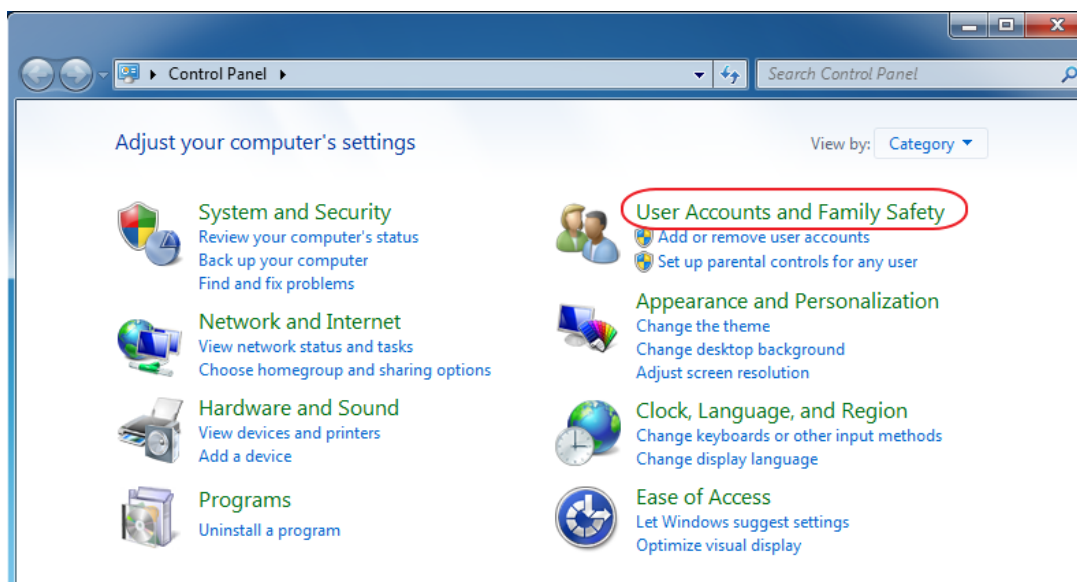 Control Panel
Search Control Panel
Adjust your computer's settings
View by: Category
System and Security
Review your computer's status
Back up your computer
Find and fix problems
Network and Internet
View network status and tasks
Choose homegroup and sharing options
Hardware and Sound
View devices and printers
Add a device
Programs
Uninstall a program
User Accounts and Family Safety
Add or remove user accounts
Set up parental controls for any user
Appearance and Personalization
Change the theme
Change desktop background
Adjust screen resolution
Clock, Language, and Region
Change keyboards or other input methods
Change display language
Ease of Access
Let Windows suggest settings
Optimize visual display